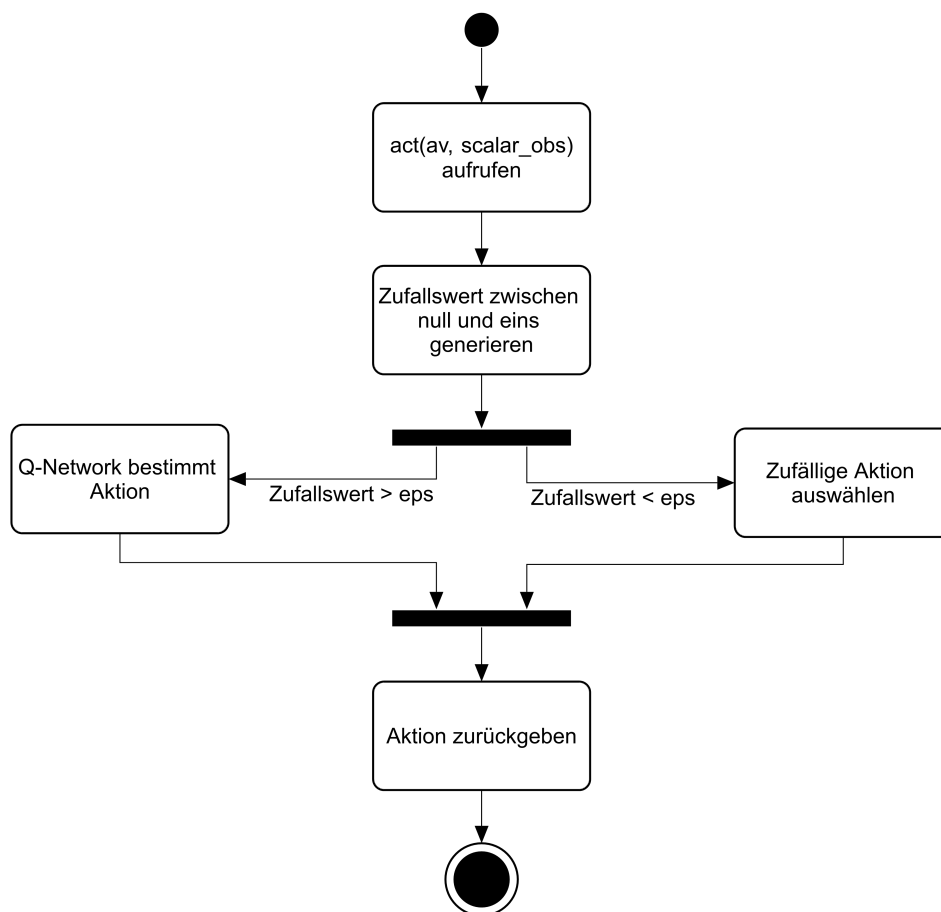 act(av, scalar_obs)
aufrufen
Zufallswert zwischen
null und eins
generieren
Q-Network bestimmt
Aktion
Zufallswert > eps
Zufallswert < eps
Zufällige Aktion
auswählen
Aktion zurückgeben